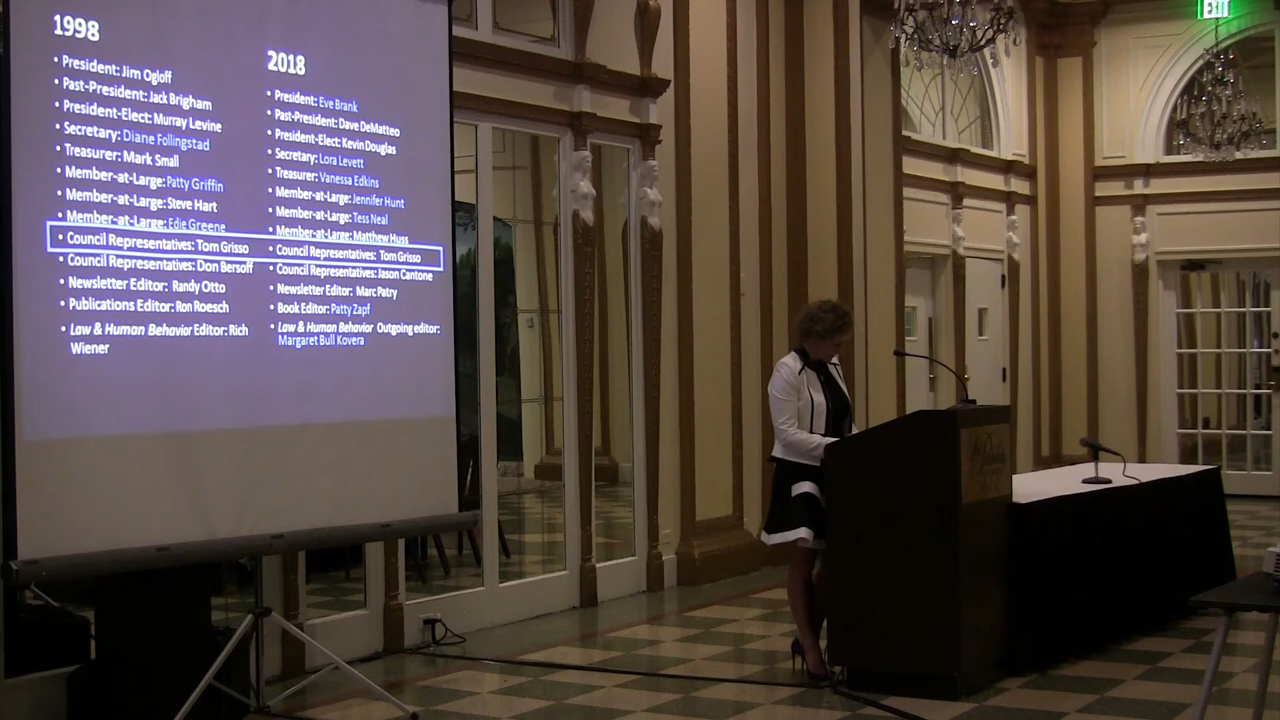 1998
• President: Jim Ogloff
• Past-President: Jack Brigham
• President-Elect: Murray Levine
• Secretary: Diane Follingstad
• Treasurer: Mark Small
• Member-at-Large: Patty Griffin
• Member-at-Large: Steve Hart
• Member-at-Large: Edie Greene
• Council Representatives: Tom Grisso
• Council Representatives: Don Bersoff
• Newsletter Editor: Randy Otto
• Publications Editor: Ron Roesch
• Law & Human Behavior Editor: Rich
Wiener
2018
• President: Eve Brank
• Past-President: Dave DeMatteo
• President-Elect: Kevin Douglas
• Secretary: Lora Levett
• Treasurer: Vanessa Edkins
• Member-at-Large: Jennifer Hunt
• Member-at-Large: Tess Neal
• Member-at-Large: Matthew Huss
• Council Representatives: Tom Grisso
• Council Representatives: Jason Cantone
• Newsletter Editor: Marc Patry
• Book Editor: Patty Zapf
• Law & Human Behavior Outgoing editor:
Margaret Bull Kovera
EXIT